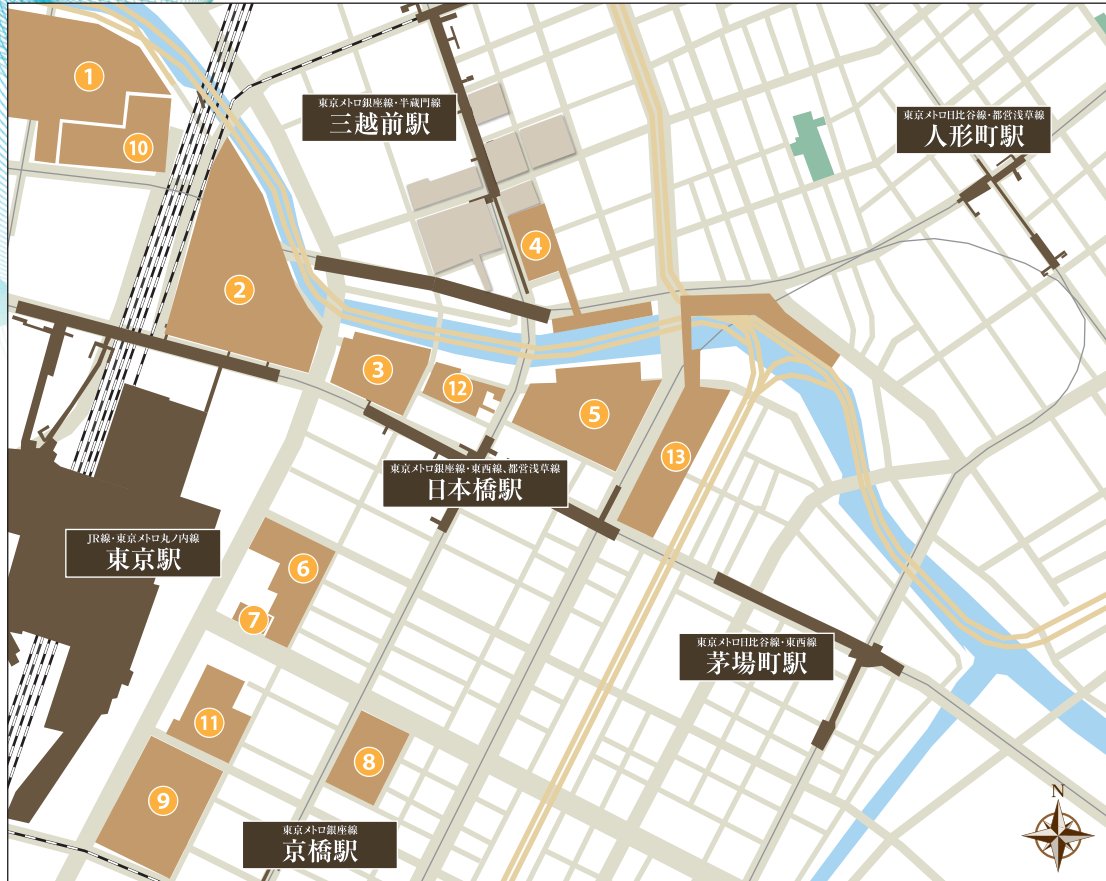 1
東京メトロ銀座線・半蔵門線
三越前駅
東京メトロ日比谷線・都営浅草線
人形町駅
10
4
2
3
12
5
13
東京メトロ銀座線・東西線、都営浅草線
日本橋駅
JR線・東京メトロ丸ノ内線
東京駅
6
7
東京メトロ日比谷線・東西線
茅場町駅
11
8
9
東京メトロ銀座線
京橋駅
N